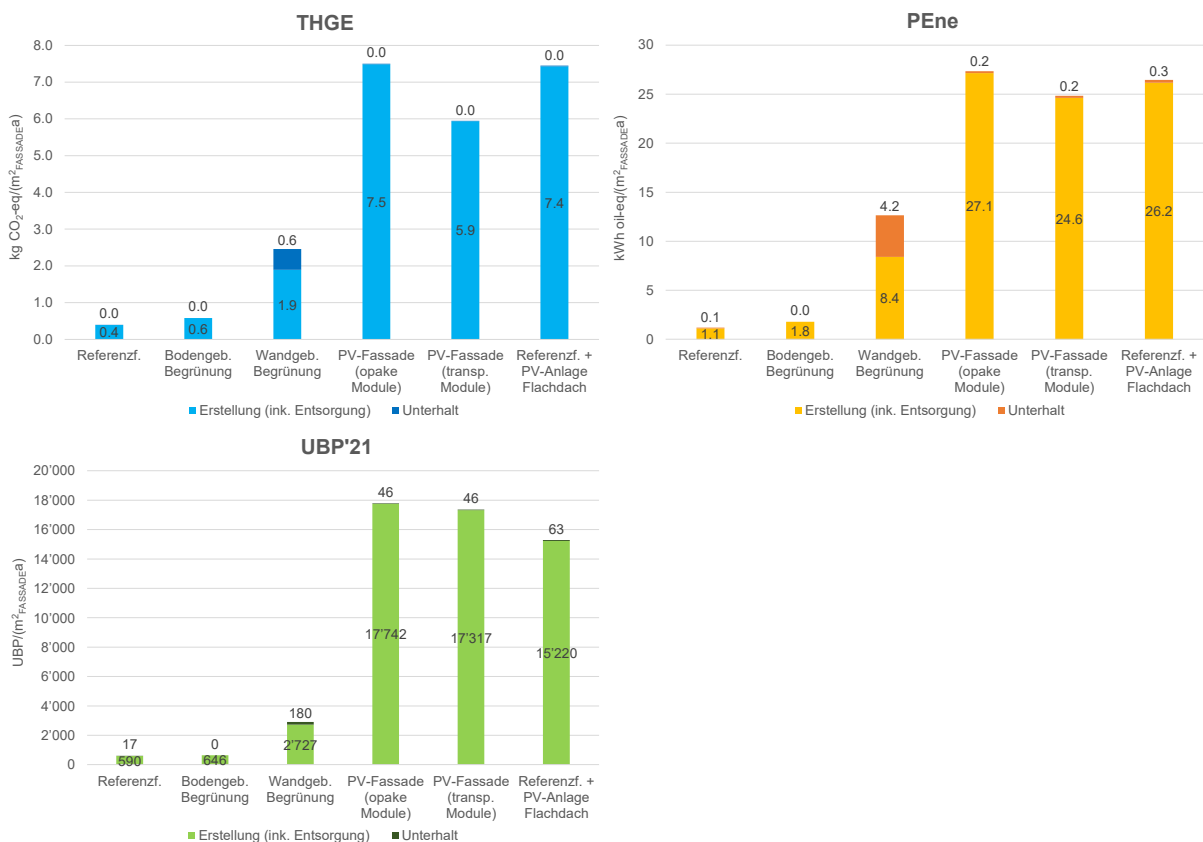 THGE
kg CO₂-eq/(m²FASSADEa)
8.0
7.0
6.0
5.0
4.0
3.0
2.0
1.0
0.0
0.0
0.4
0.0
0.6
0.6
1.9
0.0
7.5
0.0
5.9
0.0
7.4
Referenzf.
Bodengeb.
Begrünung
Wandgeb.
Begrünung
PV-Fassade
(opake
Module)
PV-Fassade
(transp.
Module)
Referenzf. +
PV-Anlage
Flachdach
Erstellung (ink. Entsorgung)
Unterhalt
PEne
kWh oil-eq/(m²FASSADEa)
30
25
20
15
10
5
0
0.1
1.1
0.0
1.8
4.2
8.4
0.2
27.1
0.2
24.6
0.3
26.2
Referenzf.
Bodengeb.
Begrünung
Wandgeb.
Begrünung
PV-Fassade
(opake
Module)
PV-Fassade
(transp.
Module)
Referenzf. +
PV-Anlage
Flachdach
Erstellung (ink. Entsorgung)
Unterhalt
UBP'21
UBP/(m²FASSADEa)
20'000
18'000
16'000
14'000
12'000
10'000
8'000
6'000
4'000
2'000
0
17
590
0
646
180
2'727
46
17'742
46
17'317
63
15'220
Referenzf.
Bodengeb.
Begrünung
Wandgeb.
Begrünung
PV-Fassade
(opake
Module)
PV-Fassade
(transp.
Module)
Referenzf. +
PV-Anlage
Flachdach
Erstellung (ink. Entsorgung)
Unterhalt